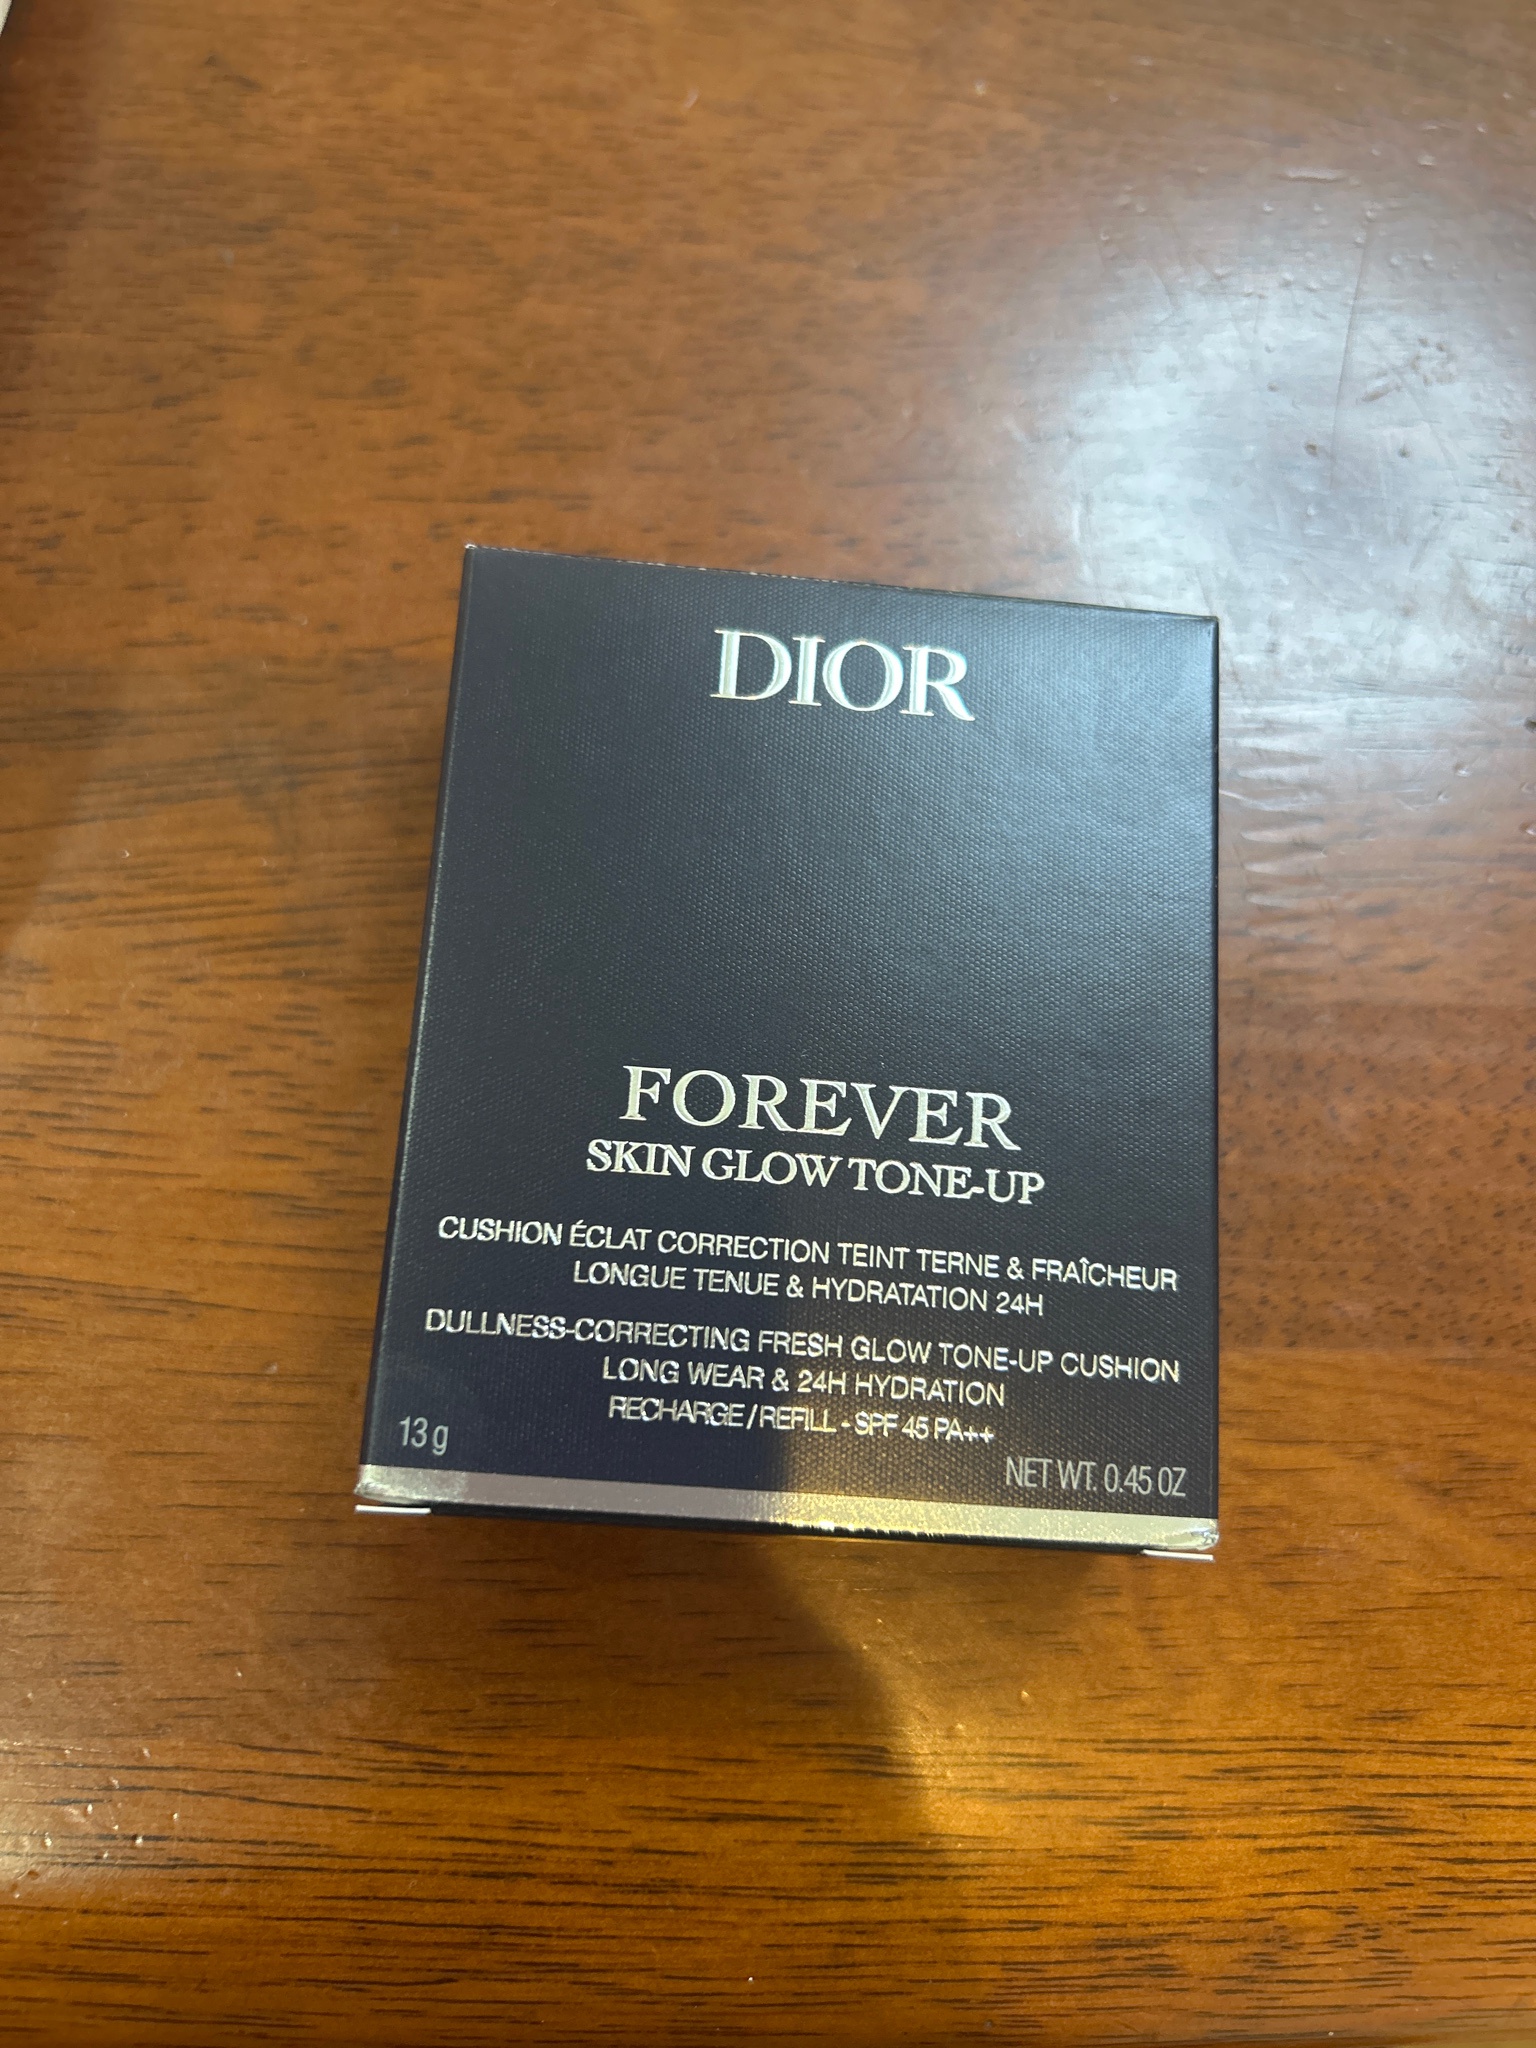 DIOR
FOREVER
SKIN GLOW TONE-UP
CUSHION ÉCLAT CORRECTION TEINT TERNE & FRAÎCHEUR
LONGUE TENUE & HYDRATATION 24H
DULLNESS-CORRECTING FRESH GLOW TONE-UP CUSHION
LONG WEAR & 24H HYDRATION
RECHARGE/REFILL - SPF 45 PA++
13 g
NET WT. 0.45 OZ